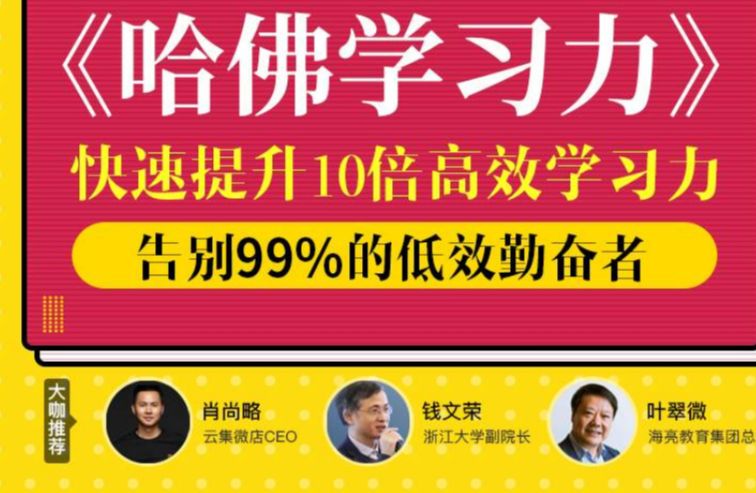 《哈佛学习力》
快速提升10倍高效学习力
告别99%的低效勤奋者
大咖推荐
肖尚略
云集微店CEO
钱文荣
浙江大学副院长
叶翠微
海亮教育集团总